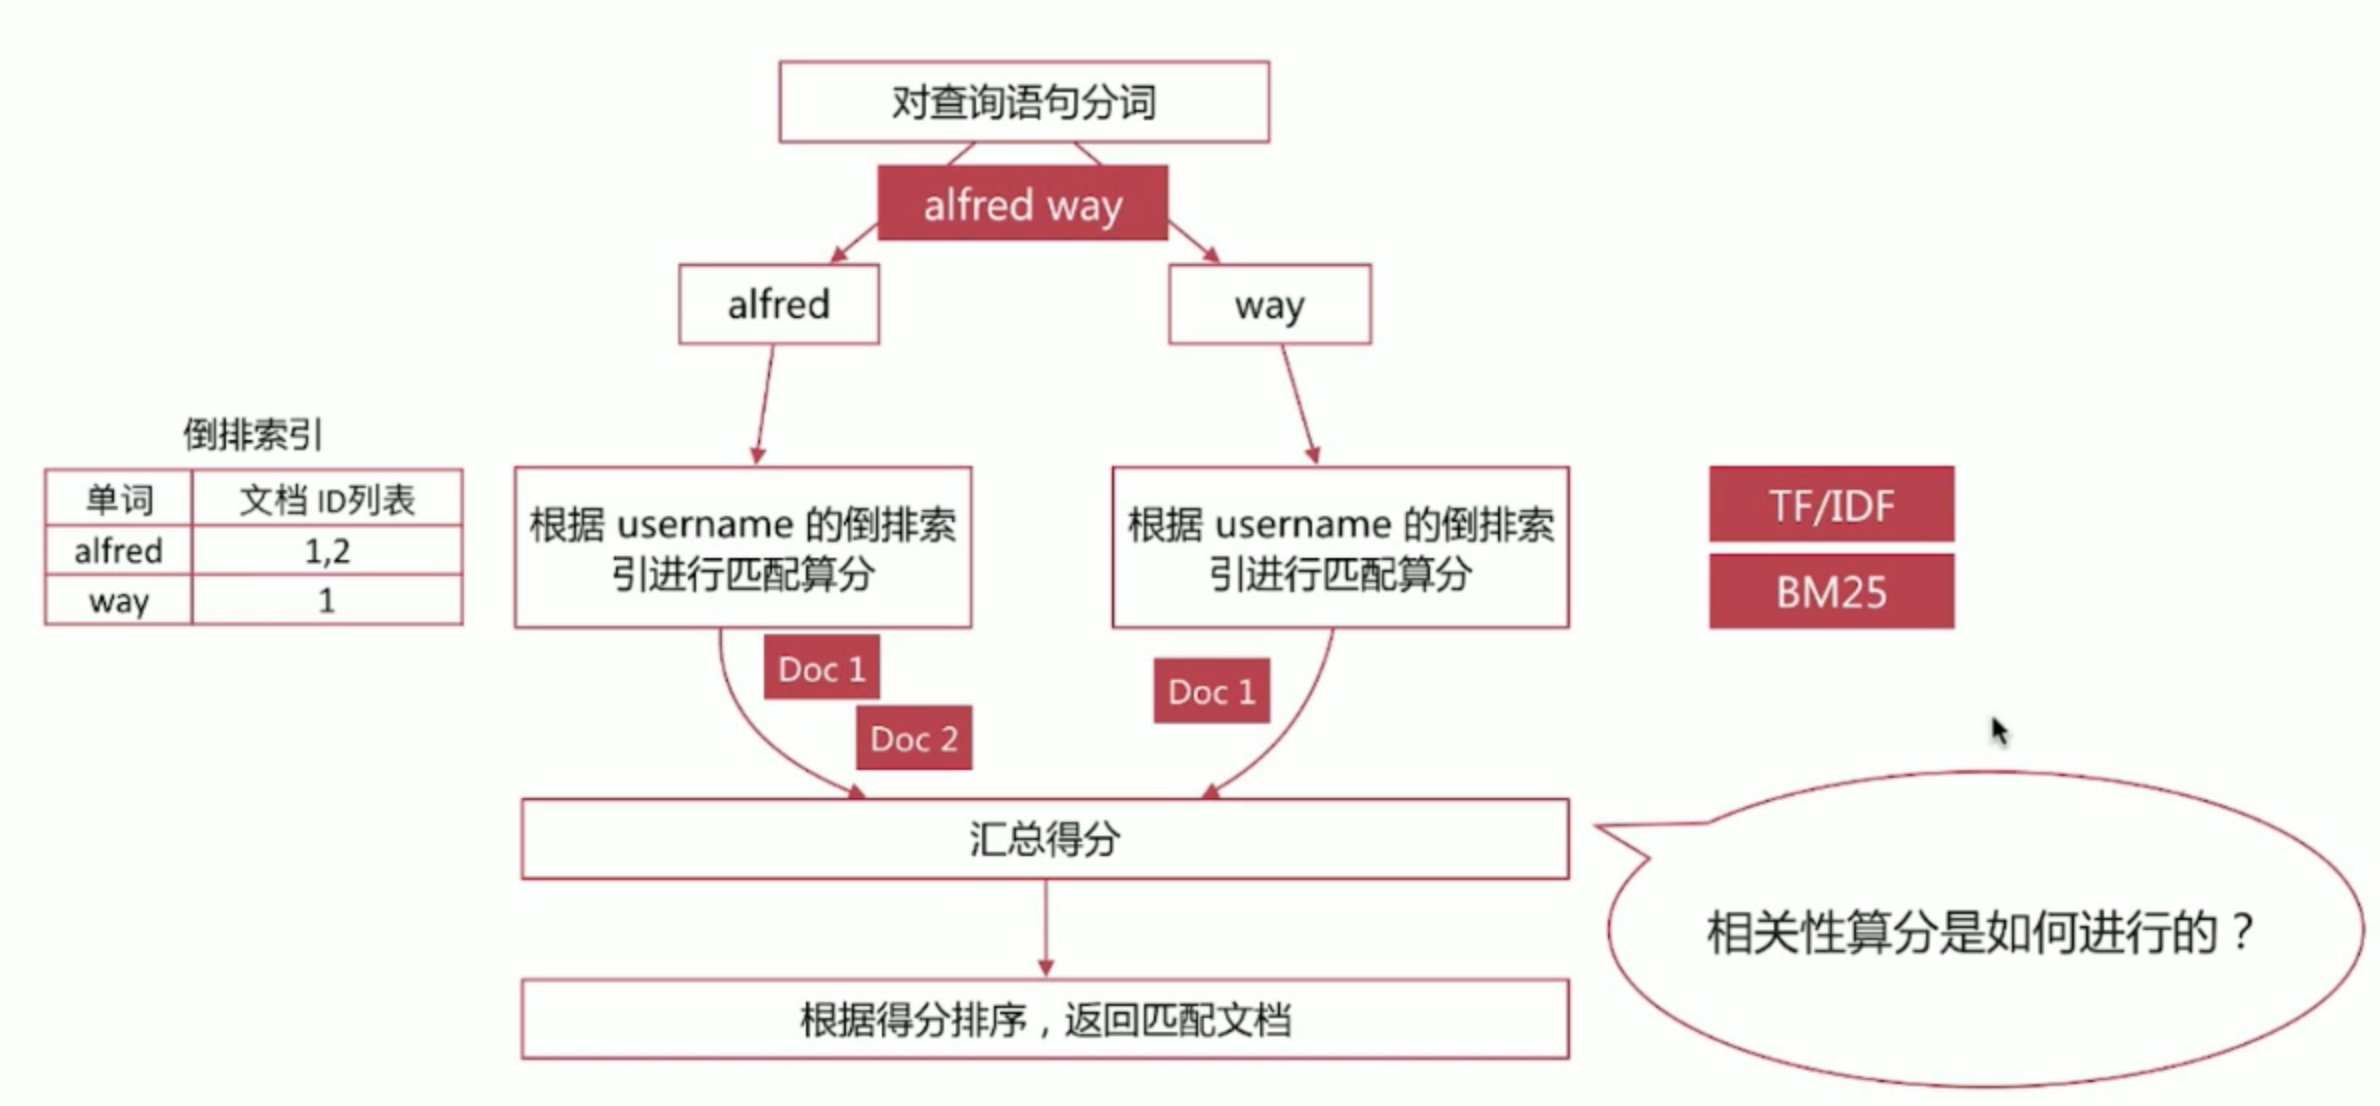 对查询语句分词
alfred way
alfred
way
倒排索引
单词 文档 ID列表
alfred 1,2
way 1
根据 username 的倒排索
引进行匹配算分
根据 username 的倒排索
引进行匹配算分
TF/IDF
BM25
Doc 1
Doc 2
Doc 1
汇总得分
相关性算分是如何进行的？
根据得分排序，返回匹配文档